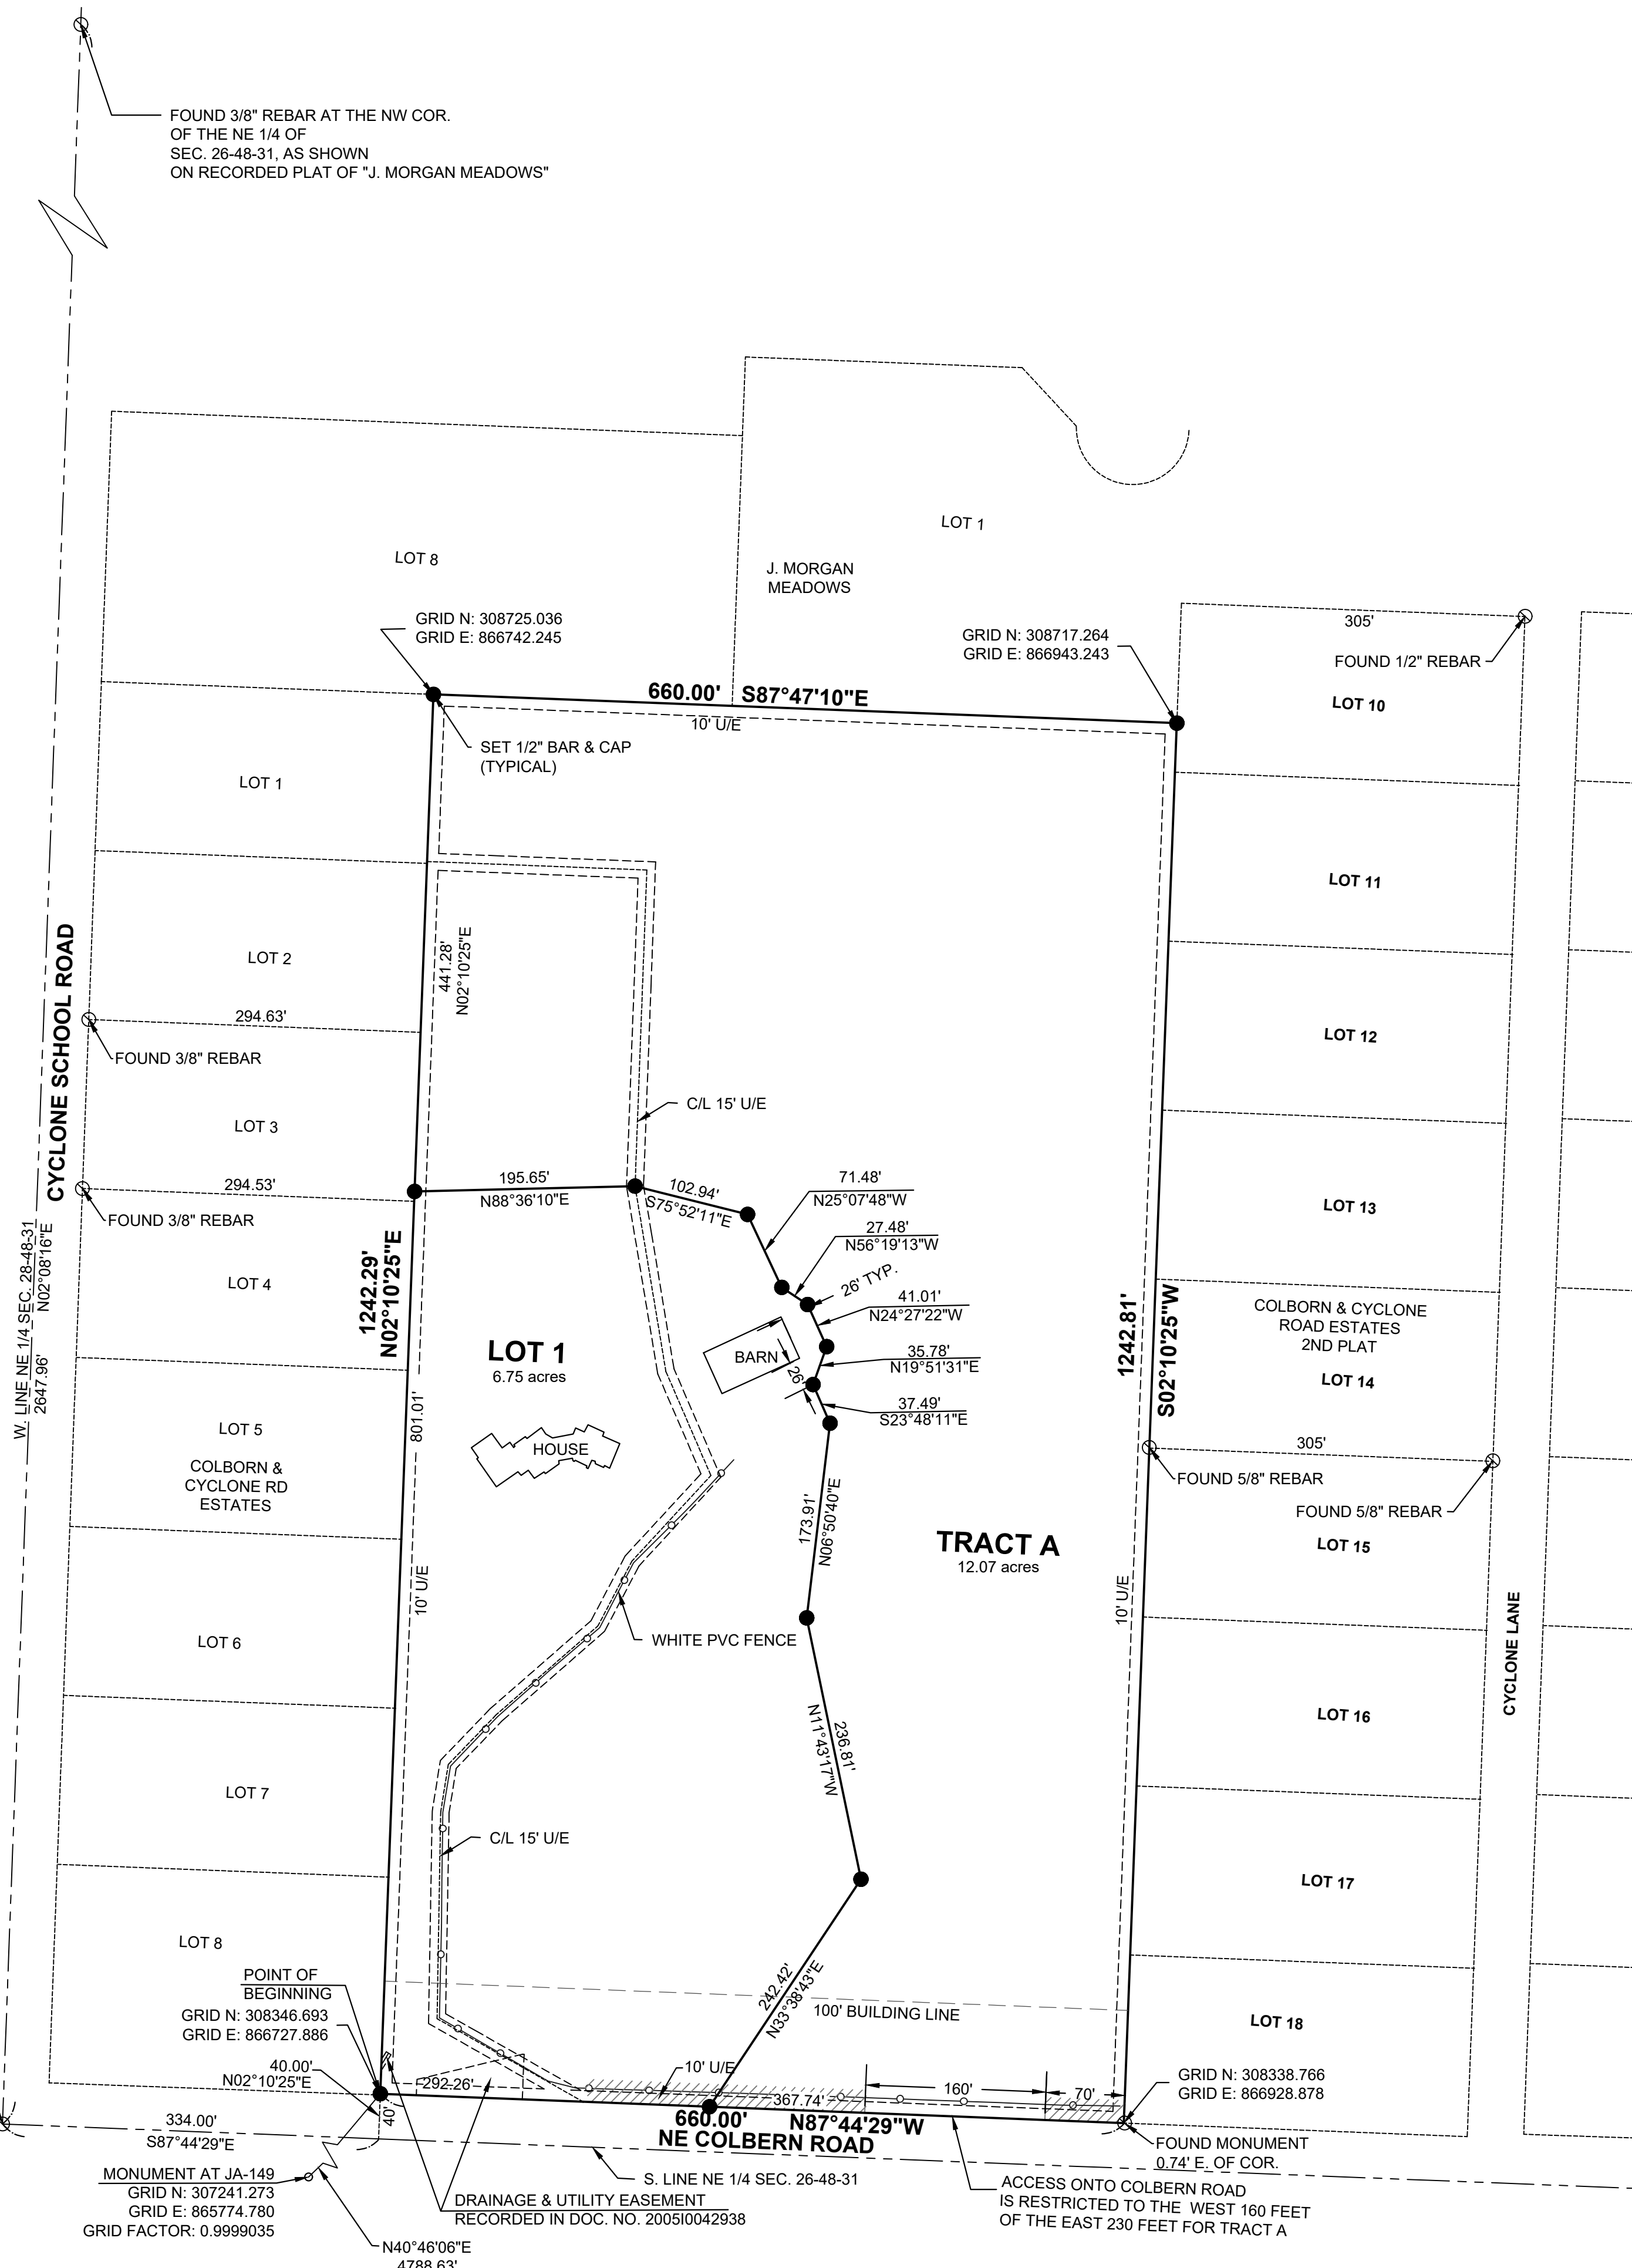 FOUND 3/8" REBAR AT THE NW COR.
OF THE NE 1/4 OF
SEC. 26-48-31, AS SHOWN
ON RECORDED PLAT OF "J. MORGAN MEADOWS"
LOT 1
LOT 8
J. MORGAN
MEADOWS
GRID N: 308725.036
GRID E: 866742.245
GRID N: 308717.264
GRID E: 866943.243
305'
FOUND 1/2" REBAR
660.00' S87°47'10"E
10' U/E
LOT 10
SET 1/2" BAR & CAP
(TYPICAL)
LOT 1
LOT 11
LOT 2
441.28'
N02°10'25"E
CYCLONE SCHOOL ROAD
294.63'
FOUND 3/8" REBAR
LOT 12
LOT 3
C/L 15' U/E
294.53'
FOUND 3/8" REBAR
195.65'
N88°36'10"E
102.94'
S75°52'11"E
71.48'
N25°07'48"W
27.48'
N56°19'13"W
26' TYP.
41.01'
N24°27'22"W
35.78'
N19°51'31"E
37.49'
S23°48'11"E
LOT 13
W. LINE NE 1/4 SEC. 28-48-31
2647.96'
N02°08'16"E
LOT 4
1242.29'
N02°10'25"E
LOT 1
6.75 acres
BARN
26'
1242.81'
S02°10'25"W
COLBORN & CYCLONE
ROAD ESTATES
2ND PLAT
LOT 14
801.01'
LOT 5
COLBORN &
CYCLONE RD
ESTATES
HOUSE
305'
FOUND 5/8" REBAR
FOUND 5/8" REBAR
173.91'
N06°50'40"E
TRACT A
12.07 acres
LOT 15
10' U/E
10' U/E
CYCLONE LANE
LOT 6
WHITE PVC FENCE
LOT 16
236.81'
N11°43'17"W
LOT 7
C/L 15' U/E
LOT 17
LOT 8
POINT OF
BEGINNING
GRID N: 308346.693
GRID E: 866727.886
242.42'
N33°38'43"E
100' BUILDING LINE
LOT 18
40.00'
N02°10'25"E
292.26'
10' U/E
367.74'
160'
70'
GRID N: 308338.766
GRID E: 866928.878
40'
334.00'
S87°44'29"E
660.00' N87°44'29"W
NE COLBERN ROAD
FOUND MONUMENT
0.74' E. OF COR.
MONUMENT AT JA-149
GRID N: 307241.273
GRID E: 865774.780
GRID FACTOR: 0.9999035
S. LINE NE 1/4 SEC. 26-48-31
DRAINAGE & UTILITY EASEMENT
RECORDED IN DOC. NO. 2005I0042938
ACCESS ONTO COLBORN ROAD
IS RESTRICTED TO THE WEST 160 FEET
OF THE EAST 230 FEET FOR TRACT A
N40°46'06"E
4788.63'